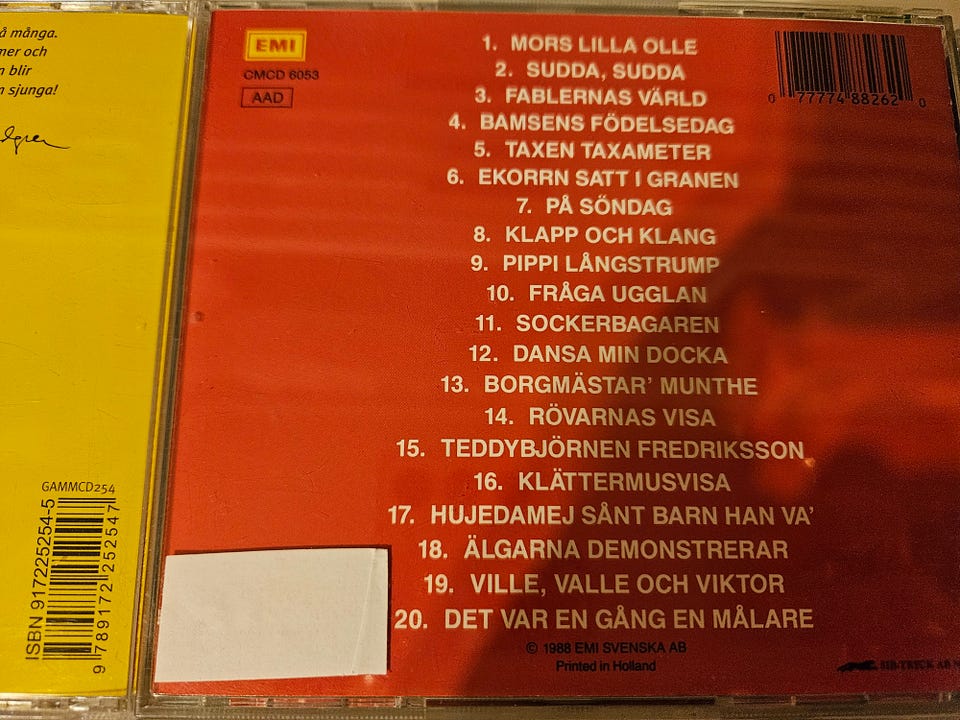 å många.
mer och
n blir
n sjunga!
GAMMCD254
ISBN 917225254-5
9 789172 252547
EMI
CMCD 6053
AAD
1. MORS LILLA OLLE
2. SUDDA, SUDDA
3. FABLERNAS VÄRLD
4. BAMSENS FÖDELSEDAG
5. TAXEN TAXAMETER
6. EKORRN SATT I GRANEN
7. PÅ SÖNDAG
8. KLAPP OCH KLANG
9. PIPPI LÅNGSTRUMP
10. FRÅGA UGGLAN
11. SOCKERBAGAREN
12. DANSA MIN DOCKA
13. BORGMÄSTAR' MUNTHE
14. RÖVARNAS VISA
15. TEDDYBJÖRNEN FREDRIKSSON
16. KLÄTTERMUSVISA
17. HUJEDAMEJ SÅNT BARN HAN VA'
18. ÄLGARNA DEMONSTRERAR
19. VILLE, VALLE OCH VIKTOR
20. DET VAR EN GÅNG EN MÅLARE
© 1988 EMI SVENSKA AB
Printed in Holland
0 77774 88262 0